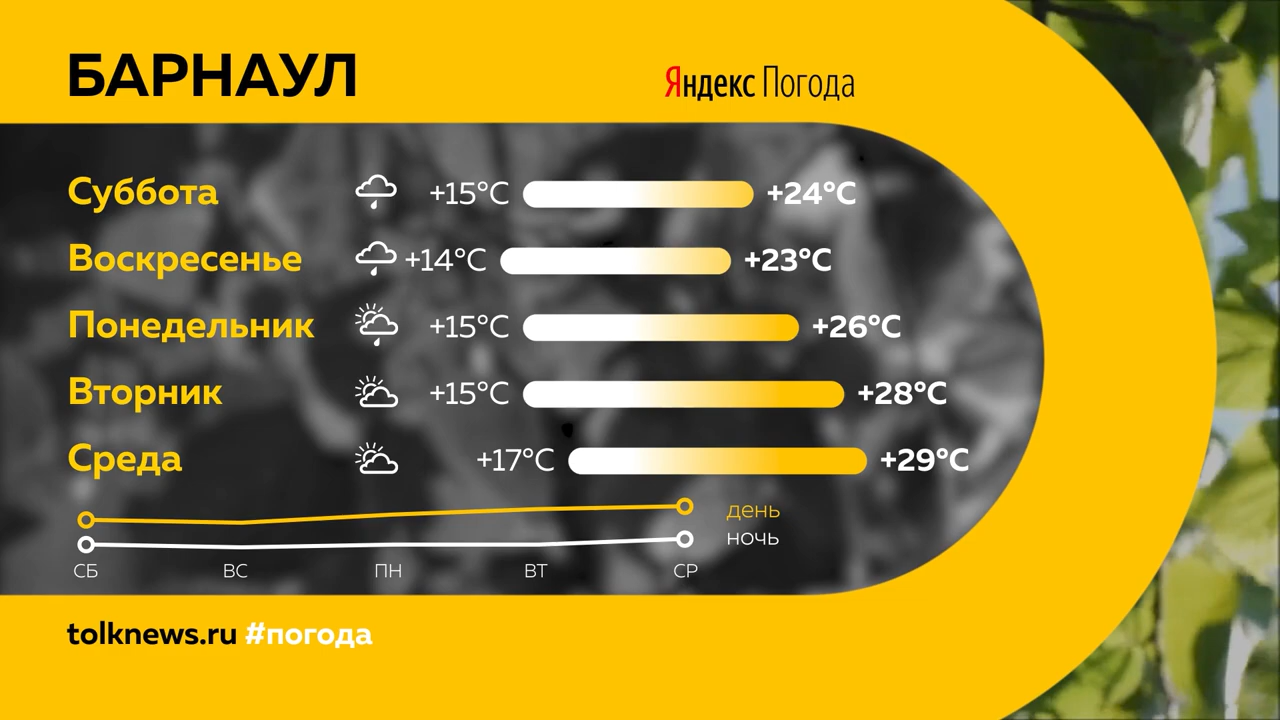 БАРНАУЛ
Яндекс Погода
Суббота +15°C +24°C
Воскресенье +14°C +23°C
Понедельник +15°C +26°C
Вторник +15°C +28°C
Среда +17°C +29°C
день
ночь
СБ ВС ПН ВТ СР
tolknews.ru #погода